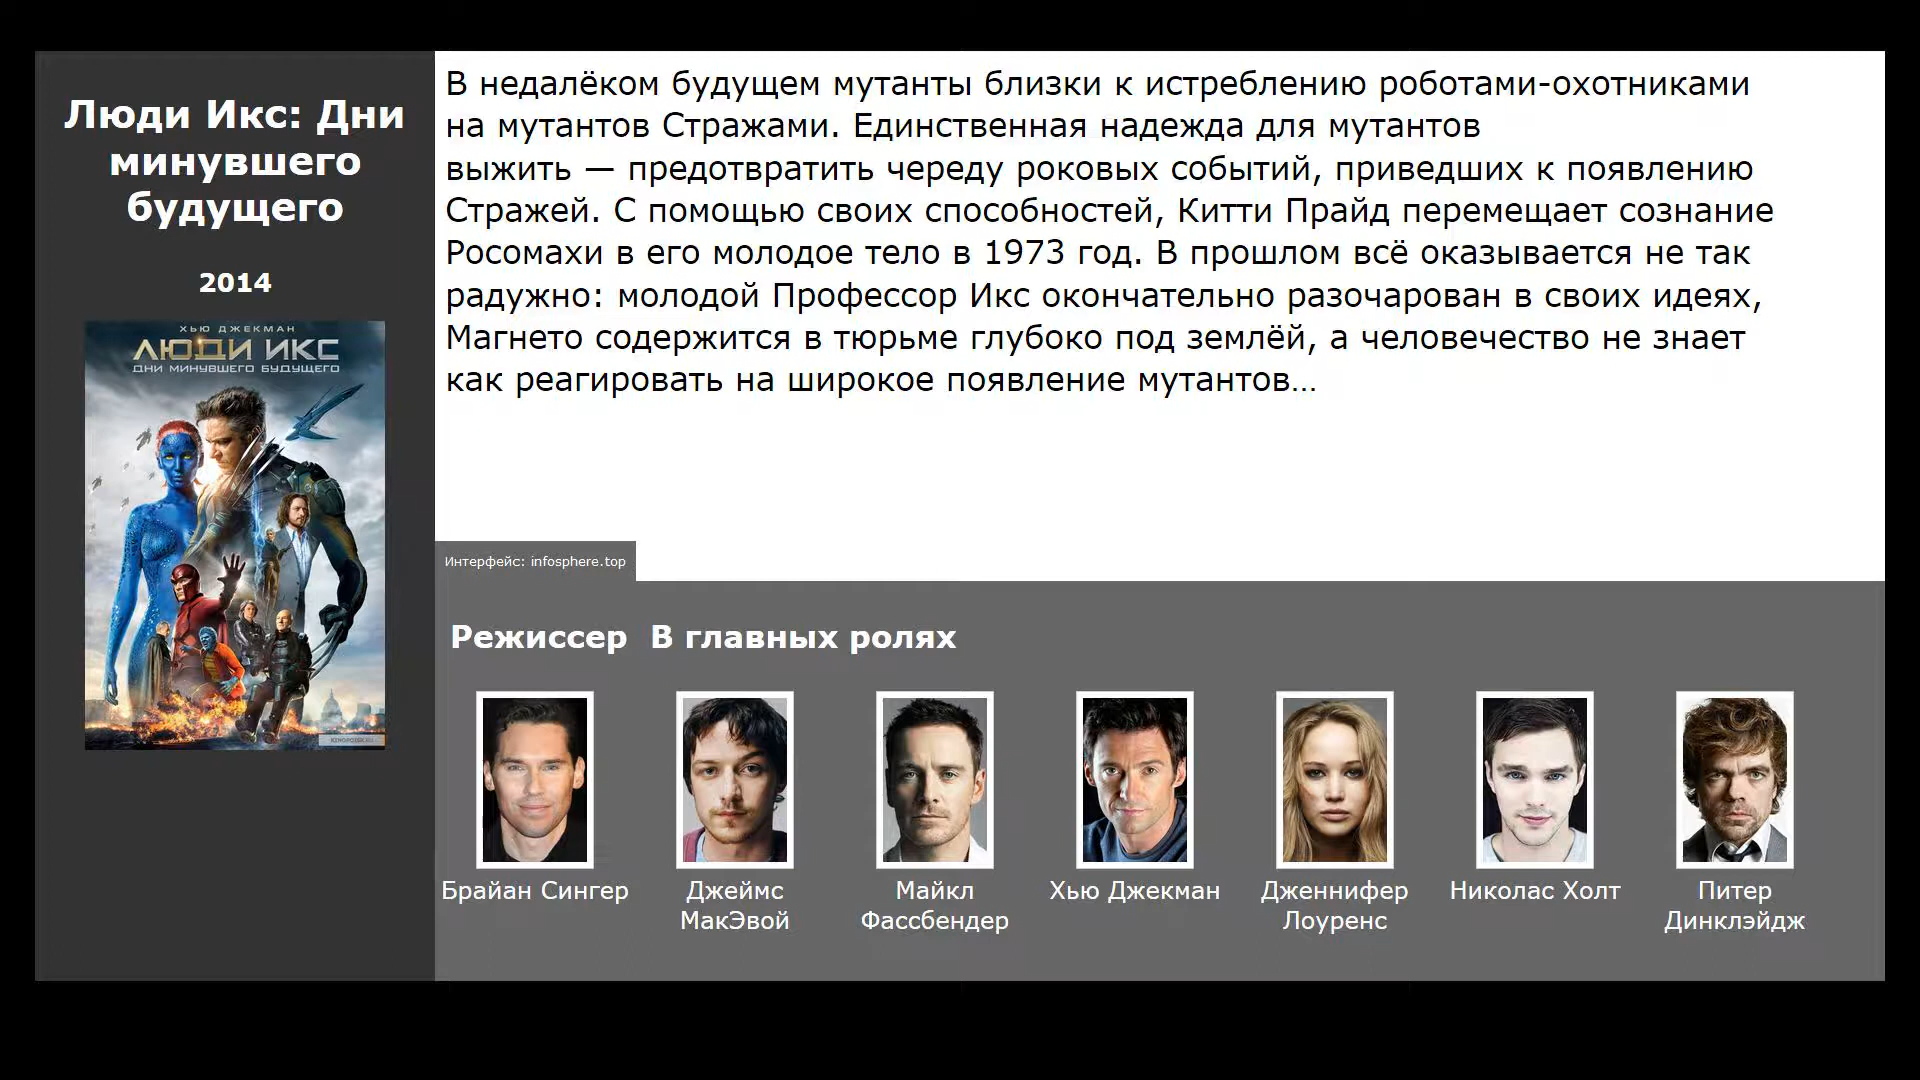 Люди Икс: Дни
минувшего
будущего
2014
ХЬЮ ДЖЕКМАН
ЛЮДИ ИКС
ДНИ МИНУВШЕГО БУДУЩЕГО
В недалёком будущем мутанты близки к истреблению роботами-охотниками
на мутантов Стражами. Единственная надежда для мутантов
выжить — предотвратить череду роковых событий, приведших к появлению
Стражей. С помощью своих способностей, Китти Прайд перемещает сознание
Росомахи в его молодое тело в 1973 год. В прошлом всё оказывается не так
радужно: молодой Профессор Икс окончательно разочарован в своих идеях,
Магнето содержится в тюрьме глубоко под землёй, а человечество не знает
как реагировать на широкое появление мутантов…
Интерфейс: infosphere.top
Режиссер В главных ролях
Брайан Сингер
Джеймс
МакЭвой
Майкл
Фассбендер
Хью Джекман
Дженнифер
Лоуренс
Николас Холт
Питер
Динклэйдж